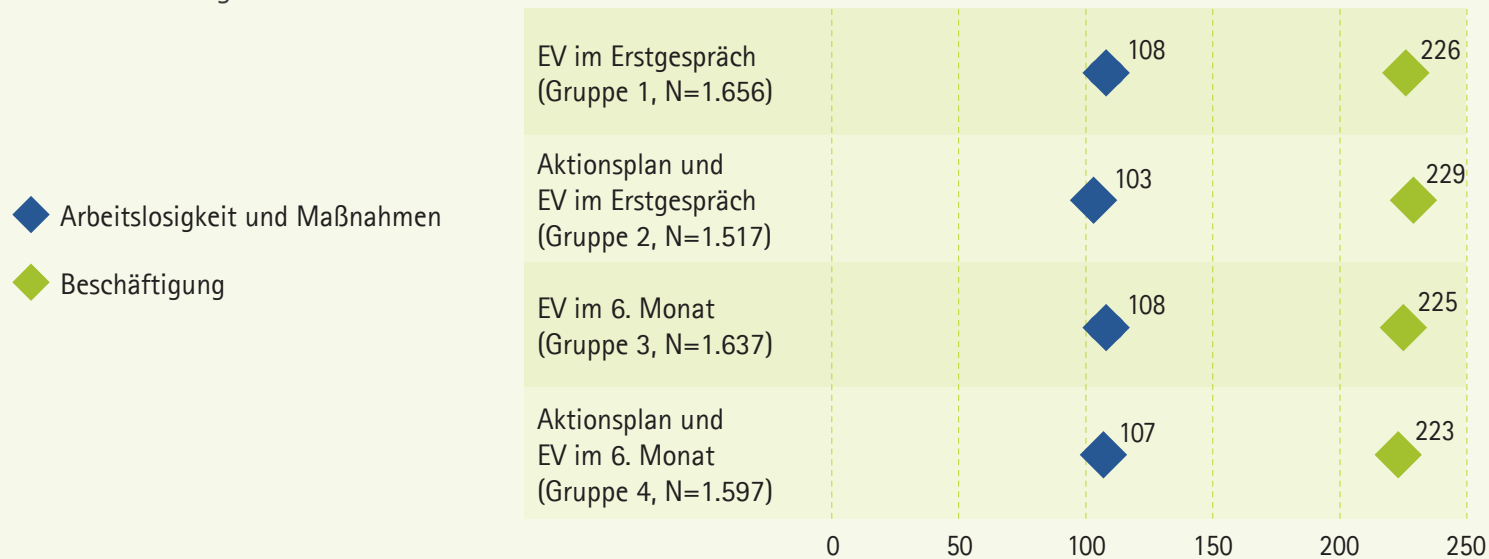 EV im Erstgespräch
(Gruppe 1, N=1.656)
108
226
Aktionsplan und
EV im Erstgespräch
(Gruppe 2, N=1.517)
103
229
Arbeitslosigkeit und Maßnahmen
Beschäftigung
EV im 6. Monat
(Gruppe 3, N=1.637)
108
225
Aktionsplan und
EV im 6. Monat
(Gruppe 4, N=1.597)
107
223
0 50 100 150 200 250